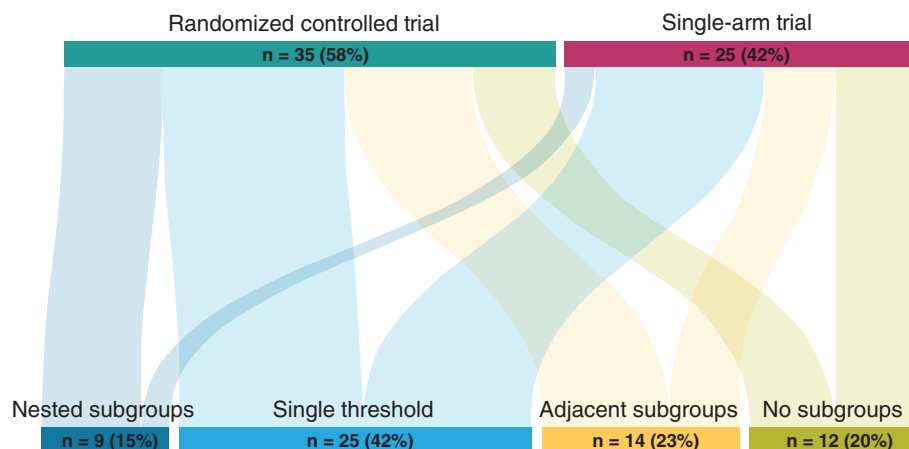 Randomized controlled trial
Single-arm trial
n = 35 (58%)
n = 25 (42%)
Nested subgroups
Single threshold
Adjacent subgroups
No subgroups
n = 9 (15%)
n = 25 (42%)
n = 14 (23%)
n = 12 (20%)